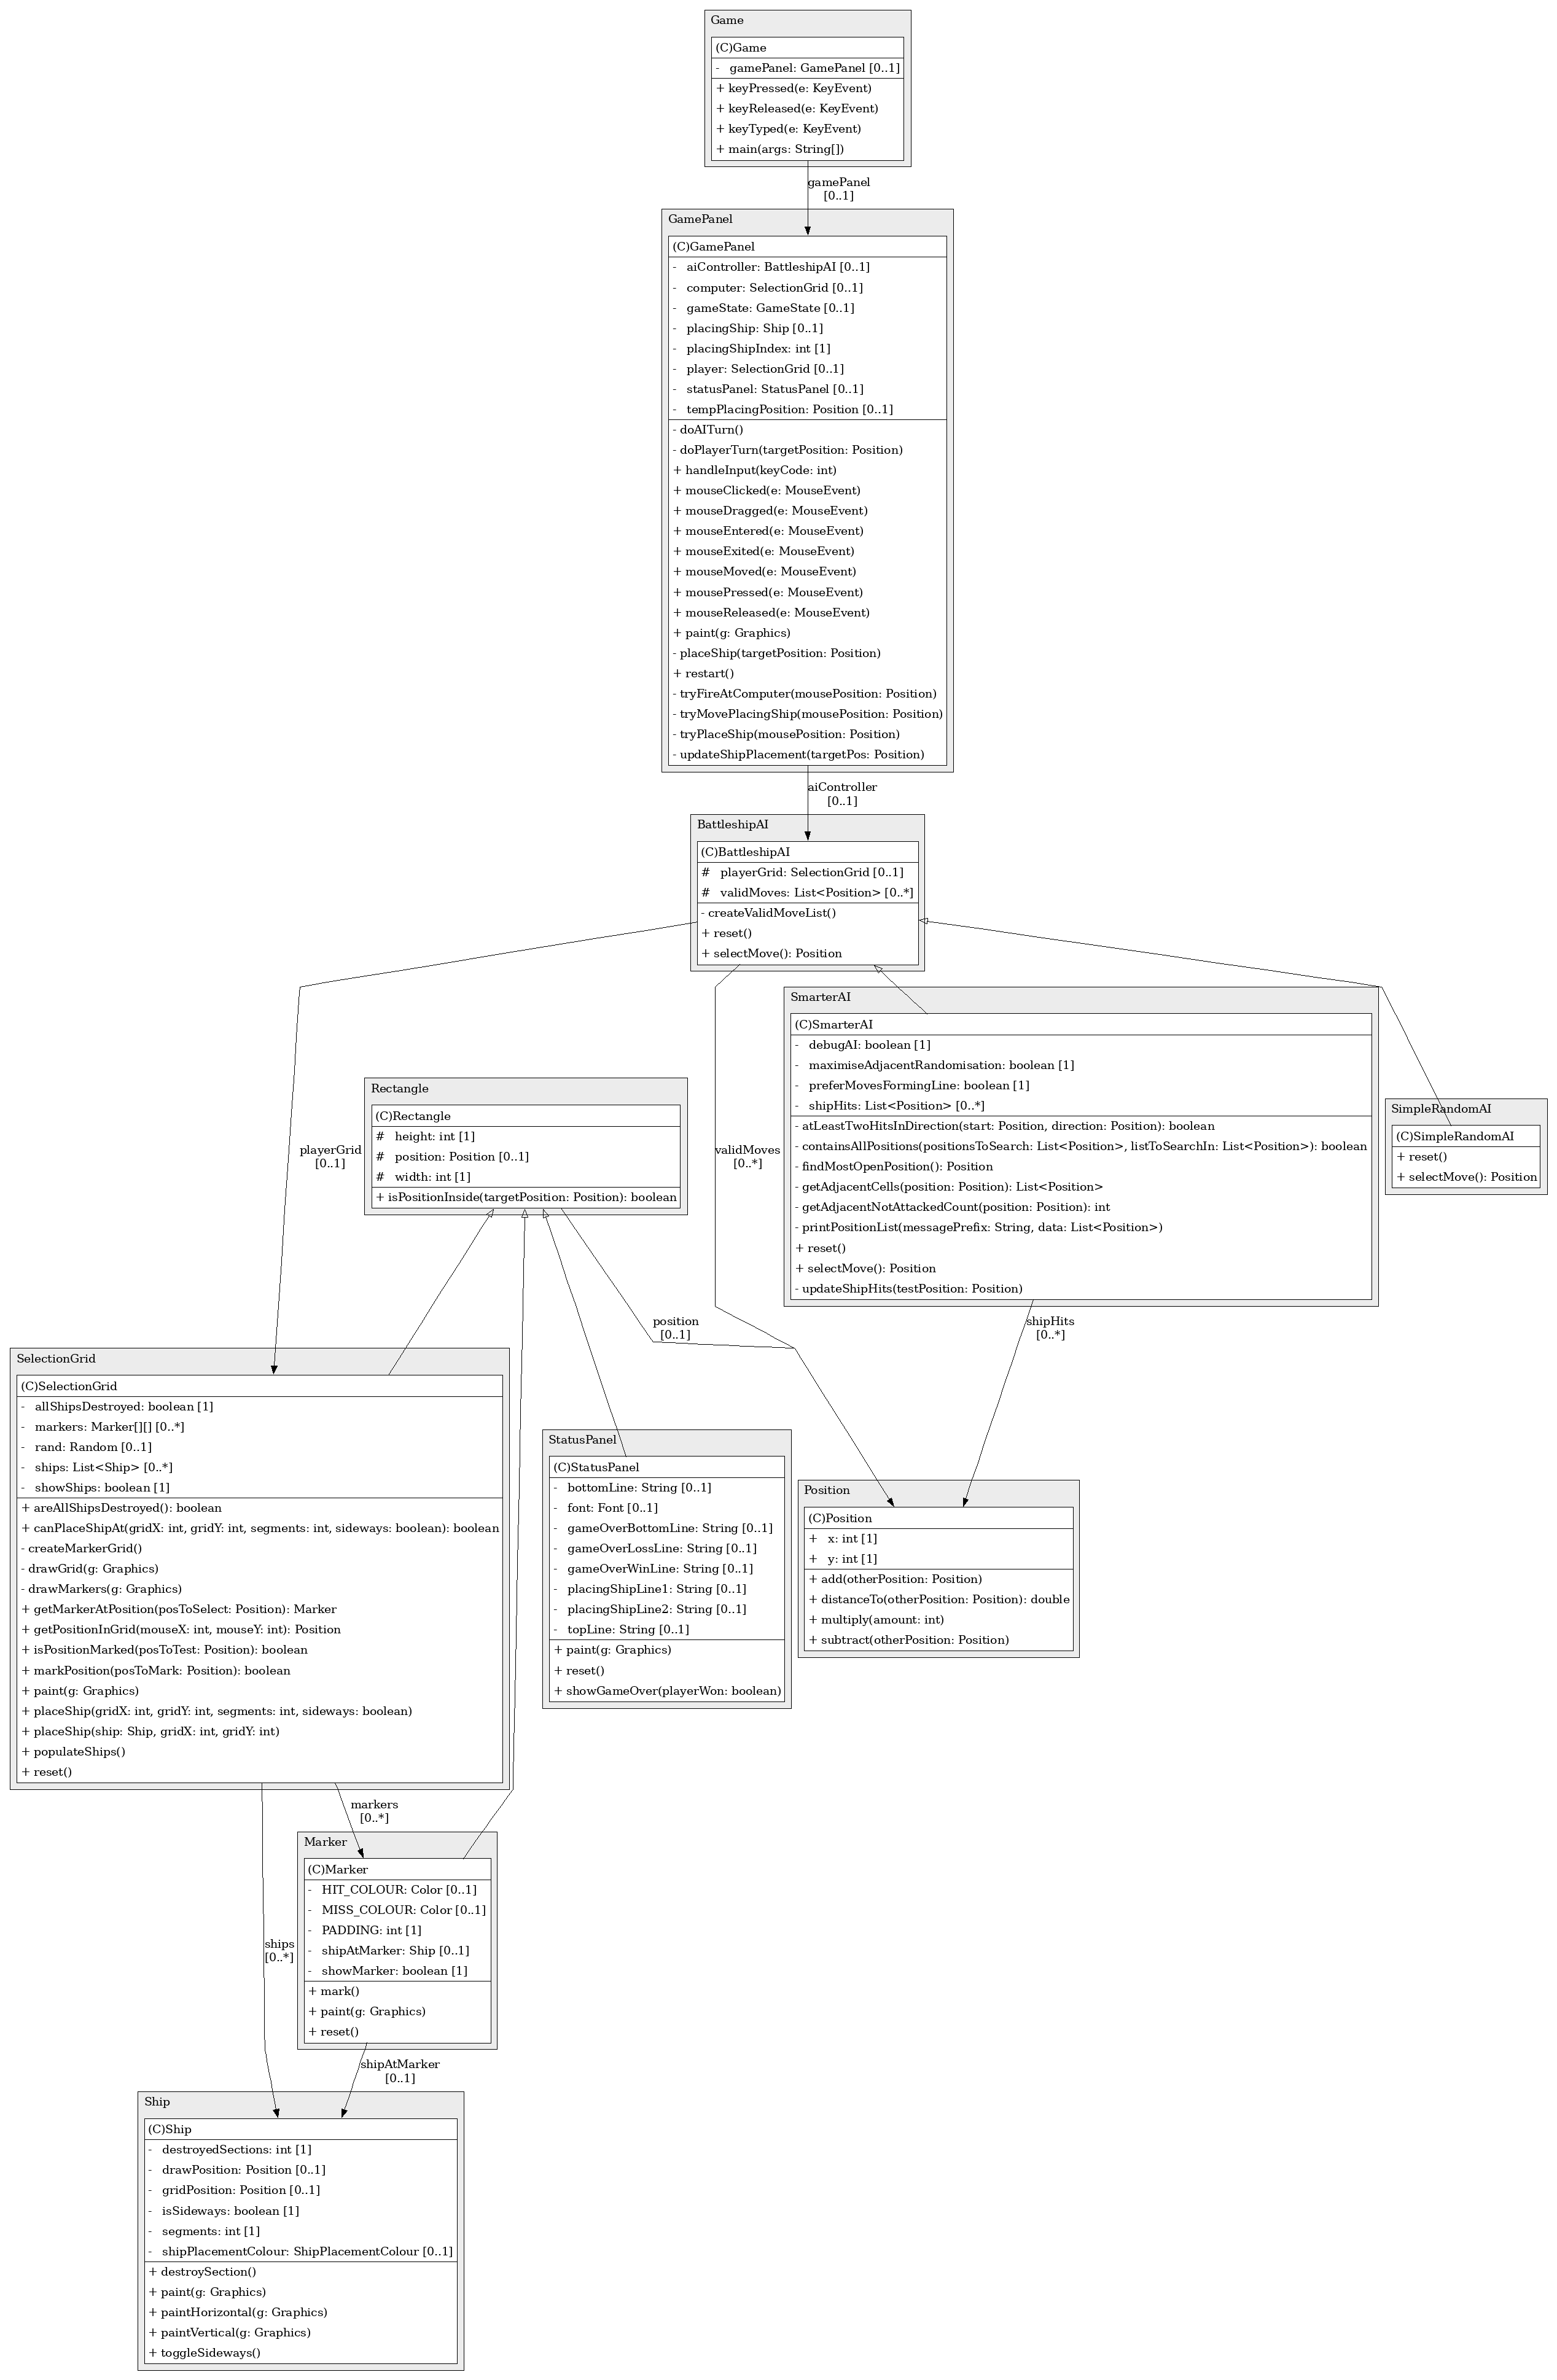 Game
(C)Game
- gamePanel: GamePanel [0..1]
+ keyPressed(e: KeyEvent)
+ keyReleased(e: KeyEvent)
+ keyTyped(e: KeyEvent)
+ main(args: String[])
gamePanel
[0..1]
GamePanel
(C)GamePanel
- aiController: BattleshipAI [0..1]
- computer: SelectionGrid [0..1]
- gameState: GameState [0..1]
- placingShip: Ship [0..1]
- placingShipIndex: int [1]
- player: SelectionGrid [0..1]
- statusPanel: StatusPanel [0..1]
- tempPlacingPosition: Position [0..1]
- doAITurn()
- doPlayerTurn(targetPosition: Position)
+ handleInput(keyCode: int)
+ mouseClicked(e: MouseEvent)
+ mouseDragged(e: MouseEvent)
+ mouseEntered(e: MouseEvent)
+ mouseExited(e: MouseEvent)
+ mouseMoved(e: MouseEvent)
+ mousePressed(e: MouseEvent)
+ mouseReleased(e: MouseEvent)
+ paint(g: Graphics)
- placeShip(targetPosition: Position)
+ restart()
- tryFireAtComputer(mousePosition: Position)
- tryMovePlacingShip(mousePosition: Position)
- tryPlaceShip(mousePosition: Position)
- updateShipPlacement(targetPos: Position)
aiController
[0..1]
BattleshipAI
(C)BattleshipAI
# playerGrid: SelectionGrid [0..1]
# validMoves: List<Position> [0..*]
- createValidMoveList()
+ reset()
+ selectMove(): Position
playerGrid
[0..1]
Rectangle
(C)Rectangle
# height: int [1]
# position: Position [0..1]
# width: int [1]
+ isPositionInside(targetPosition: Position): boolean
validMoves
[0..*]
SmarterAI
(C)SmarterAI
- debugAI: boolean [1]
- maximiseAdjacentRandomisation: boolean [1]
- preferMovesFormingLine: boolean [1]
- shipHits: List<Position> [0..*]
- atLeastTwoHitsInDirection(start: Position, direction: Position): boolean
- containsAllPositions(positionsToSearch: List<Position>, listToSearchIn: List<Position>): boolean
- findMostOpenPosition(): Position
- getAdjacentCells(position: Position): List<Position>
- getAdjacentNotAttackedCount(position: Position): int
- printPositionList(messagePrefix: String, data: List<Position>)
+ reset()
+ selectMove(): Position
- updateShipHits(testPosition: Position)
SimpleRandomAI
(C)SimpleRandomAI
+ reset()
+ selectMove(): Position
position
[0..1]
shipHits
[0..*]
SelectionGrid
(C)SelectionGrid
- allShipsDestroyed: boolean [1]
- markers: Marker[][] [0..*]
- rand: Random [0..1]
- ships: List<Ship> [0..*]
- showShips: boolean [1]
+ areAllShipsDestroyed(): boolean
+ canPlaceShipAt(gridX: int, gridY: int, segments: int, sideways: boolean): boolean
- createMarkerGrid()
- drawGrid(g: Graphics)
- drawMarkers(g: Graphics)
+ getMarkerAtPosition(posToSelect: Position): Marker
+ getPositionInGrid(mouseX: int, mouseY: int): Position
+ isPositionMarked(posToTest: Position): boolean
+ markPosition(posToMark: Position): boolean
+ paint(g: Graphics)
+ placeShip(gridX: int, gridY: int, segments: int, sideways: boolean)
+ placeShip(ship: Ship, gridX: int, gridY: int)
+ populateShips()
+ reset()
StatusPanel
(C)StatusPanel
- bottomLine: String [0..1]
- font: Font [0..1]
- gameOverBottomLine: String [0..1]
- gameOverLossLine: String [0..1]
- gameOverWinLine: String [0..1]
- placingShipLine1: String [0..1]
- placingShipLine2: String [0..1]
- topLine: String [0..1]
+ paint(g: Graphics)
+ reset()
+ showGameOver(playerWon: boolean)
Position
(C)Position
+ x: int [1]
+ y: int [1]
+ add(otherPosition: Position)
+ distanceTo(otherPosition: Position): double
+ multiply(amount: int)
+ subtract(otherPosition: Position)
markers
[0..*]
Marker
(C)Marker
- HIT_COLOUR: Color [0..1]
- MISS_COLOUR: Color [0..1]
- PADDING: int [1]
- shipAtMarker: Ship [0..1]
- showMarker: boolean [1]
+ mark()
+ paint(g: Graphics)
+ reset()
ships
[0..*]
shipAtMarker
[0..1]
Ship
(C)Ship
- destroyedSections: int [1]
- drawPosition: Position [0..1]
- gridPosition: Position [0..1]
- isSideways: boolean [1]
- segments: int [1]
- shipPlacementColour: ShipPlacementColour [0..1]
+ destroySection()
+ paint(g: Graphics)
+ paintHorizontal(g: Graphics)
+ paintVertical(g: Graphics)
+ toggleSideways()